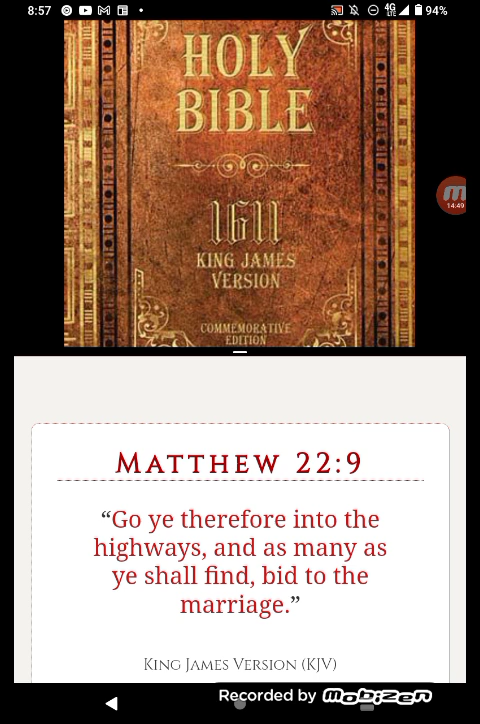 8:57
4G
LTE
94%
HOLY
BIBLE
1611
KING JAMES
VERSION
COMMEMORATIVE
EDITION
14:49
MATTHEW 22:9
“Go ye therefore into the
highways, and as many as
ye shall find, bid to the
marriage.”
KING JAMES VERSION (KJV)
Recorded by Mobizen